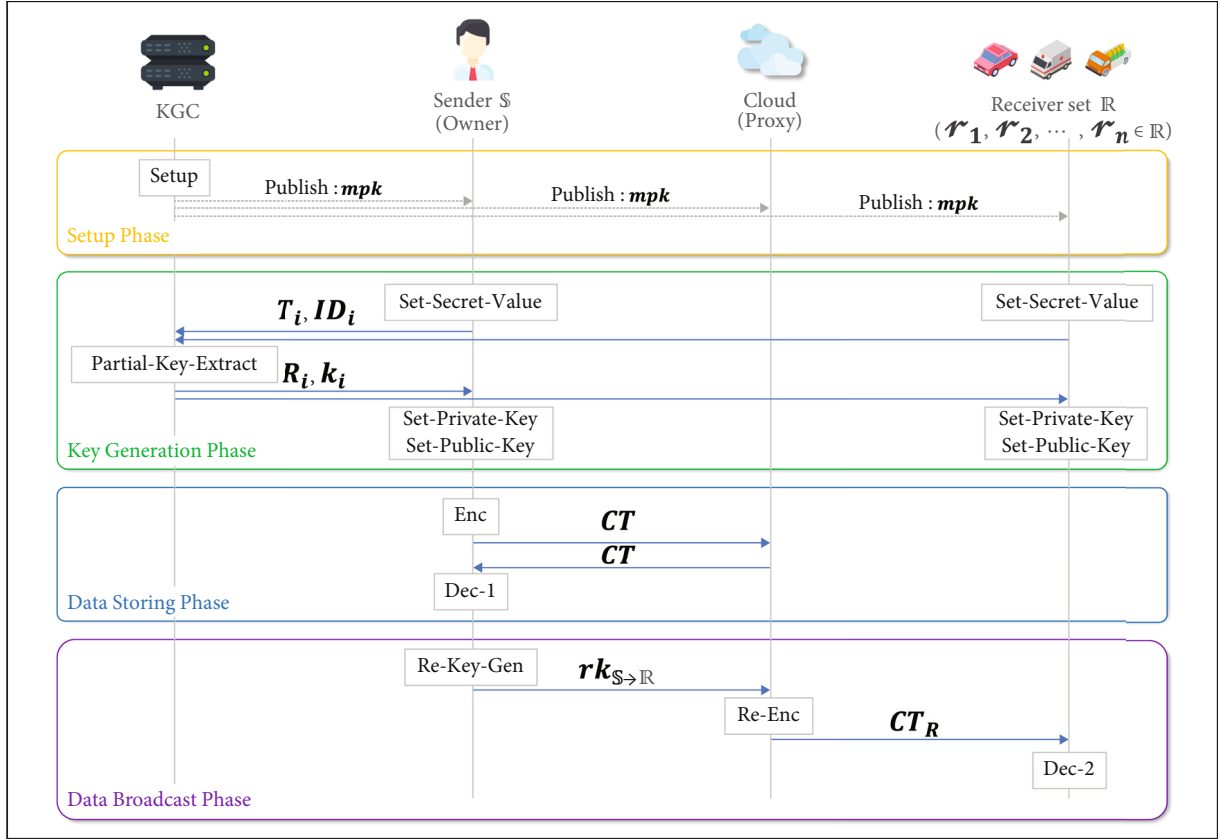 KGC
Sender 𝕊
(Owner)
Cloud
(Proxy)
Receiver set ℝ
(𝓇₁, 𝓇₂, ⋯ , 𝓇ₙ ∈ ℝ)
Setup
Publish : mpk
Publish : mpk
Publish : mpk
Setup Phase
Set-Secret-Value
Set-Secret-Value
Tᵢ, IDᵢ
Partial-Key-Extract
Rᵢ, kᵢ
Set-Private-Key
Set-Public-Key
Set-Private-Key
Set-Public-Key
Key Generation Phase
Enc
CT
CT
Dec-1
Data Storing Phase
Re-Key-Gen
rk_𝕊→ℝ
Re-Enc
CT_R
Dec-2
Data Broadcast Phase